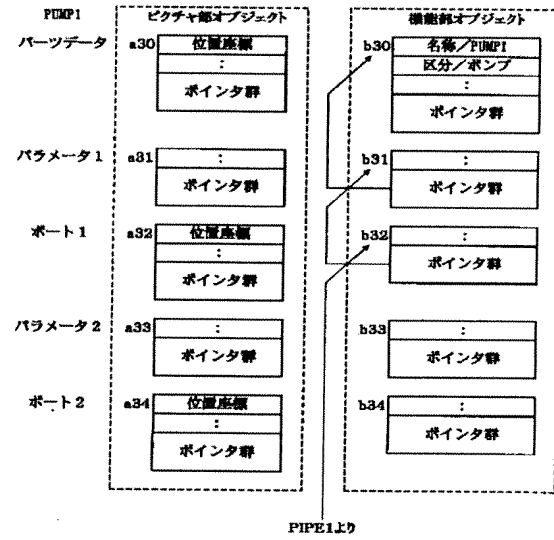 PUMP1
ピクチャ部オブジェクト
機能部オブジェクト
パーツデータ
a30
位置座標
:
ポインタ群
b30
名称/PUMP1
区分/ポンプ
:
ポインタ群
パラメータ1
a31
:
ポインタ群
b31
:
ポインタ群
ポート1
a32
位置座標
:
ポインタ群
b32
:
ポインタ群
パラメータ2
a33
:
ポインタ群
b33
:
ポインタ群
ポート2
a34
位置座標
:
ポインタ群
b34
:
ポインタ群
PIPE1より